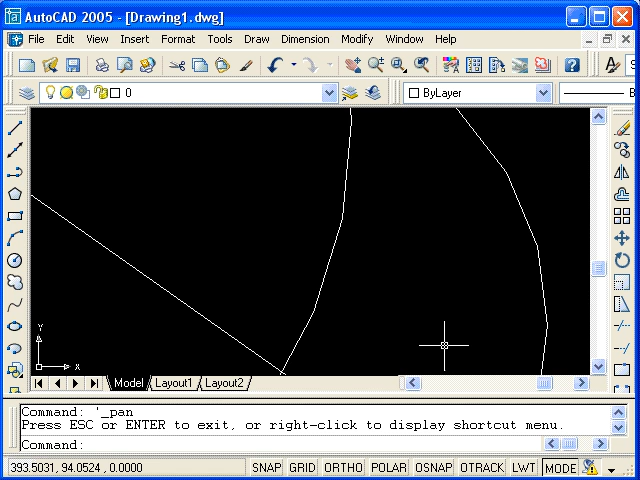 AutoCAD 2005 - [Drawing1.dwg]
File Edit View Insert Format Tools Draw Dimension Modify Window Help
0 ByLayer
Y
X
Model Layout1 Layout2
Command: '_pan
Press ESC or ENTER to exit, or right-click to display shortcut menu.
Command:
393.5031, 94.0524 , 0.0000 SNAP GRID ORTHO POLAR OSNAP OTRACK LWT MODE